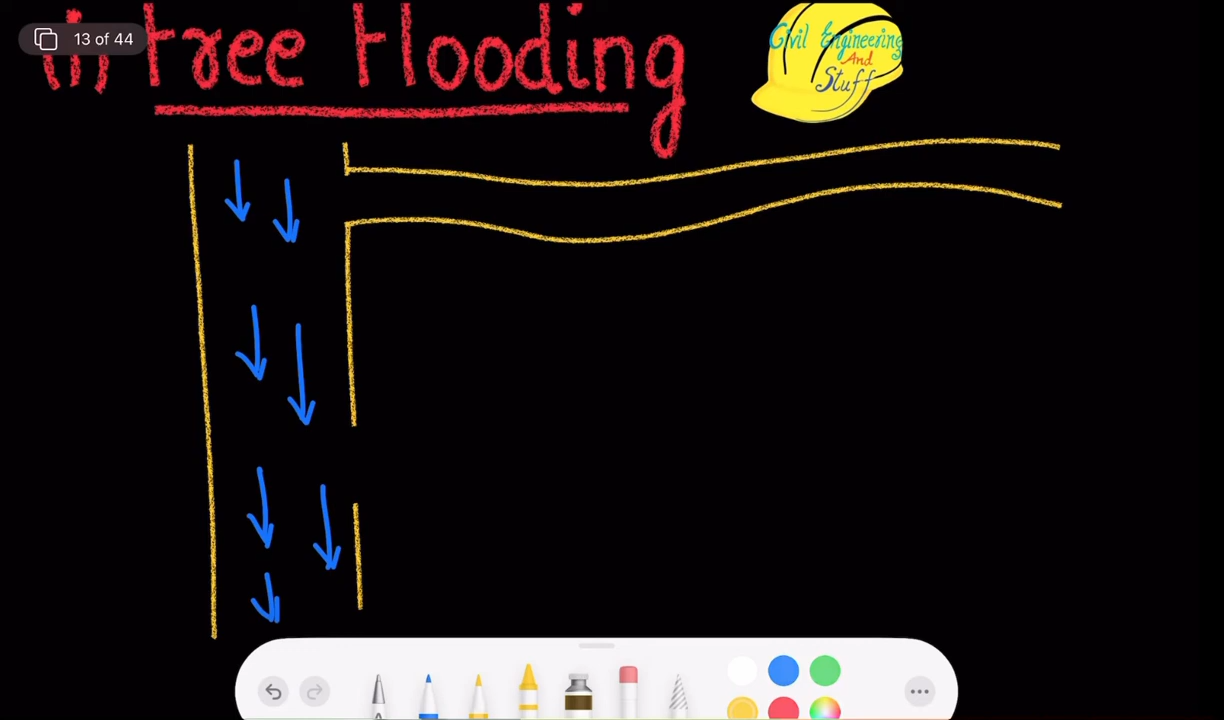 13 of 44
i) free flooding
Civil Engineering
And
Stuff